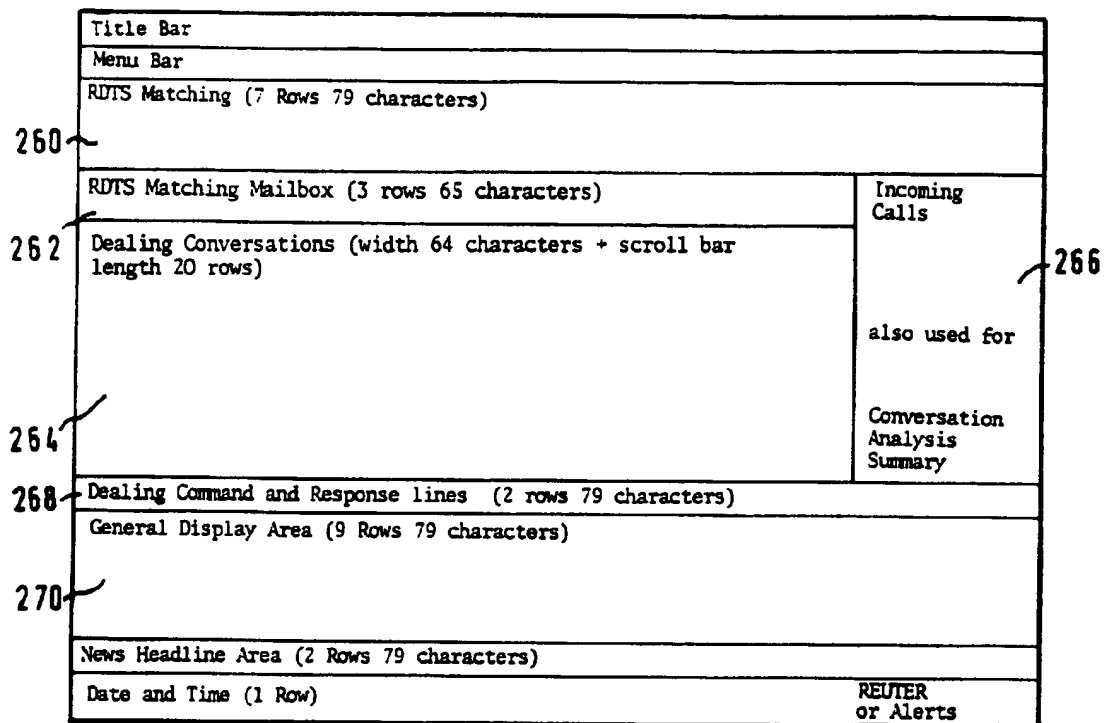 Title Bar
Menu Bar
RDTS Matching (7 Rows 79 characters)
260
RDTS Matching Mailbox (3 rows 65 characters)
262
Dealing Conversations (width 64 characters + scroll bar
length 20 rows)
264
Incoming
Calls
266
also used for
Conversation
Analysis
Summary
268
Dealing Command and Response lines (2 rows 79 characters)
General Display Area (9 Rows 79 characters)
270
News Headline Area (2 Rows 79 characters)
Date and Time (1 Row)
REUTER
or Alerts